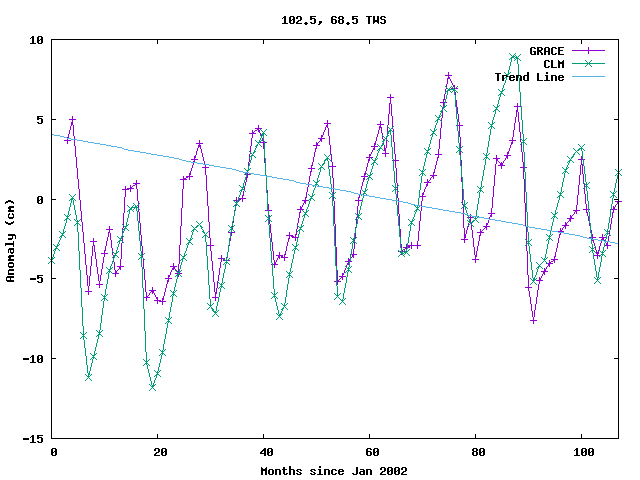 102.5, 68.5 TWS
GRACE
CLM
Trend Line
Anomaly (cm)
10
5
0
-5
-10
-15
0 20 40 60 80 100
Months since Jan 2002